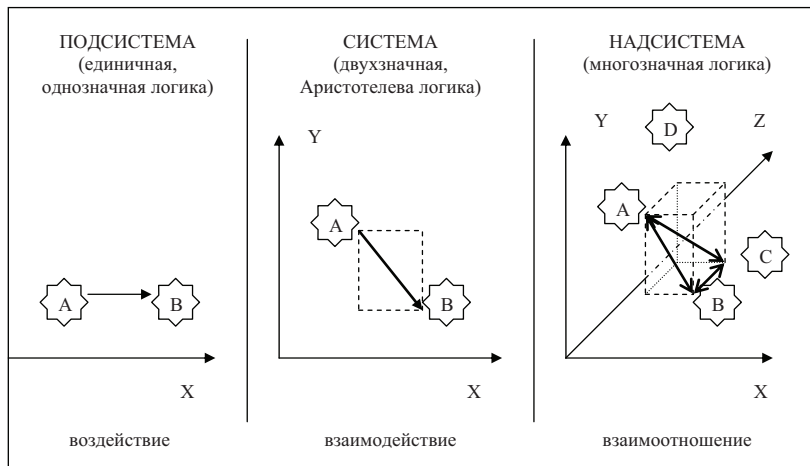 ПОДСИСТЕМА
(единичная,
однозначная логика)
A
B
X
воздействие
СИСТЕМА
(двухзначная,
Аристотелева логика)
Y
A
B
X
взаимодействие
НАДСИСТЕМА
(многозначная логика)
Y
D
Z
A
C
B
X
взаимоотношение